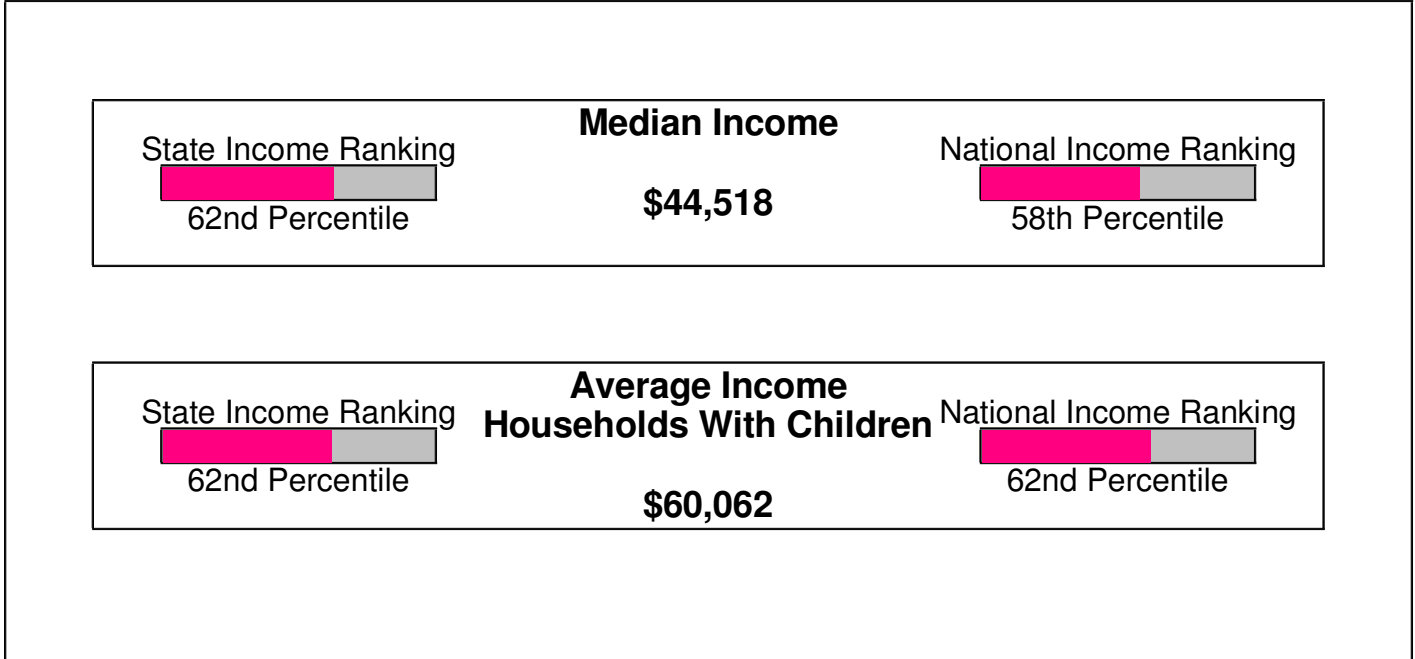 Median Income
State Income Ranking
62nd Percentile
$44,518
National Income Ranking
58th Percentile
Average Income
Households With Children
State Income Ranking
62nd Percentile
$60,062
National Income Ranking
62nd Percentile